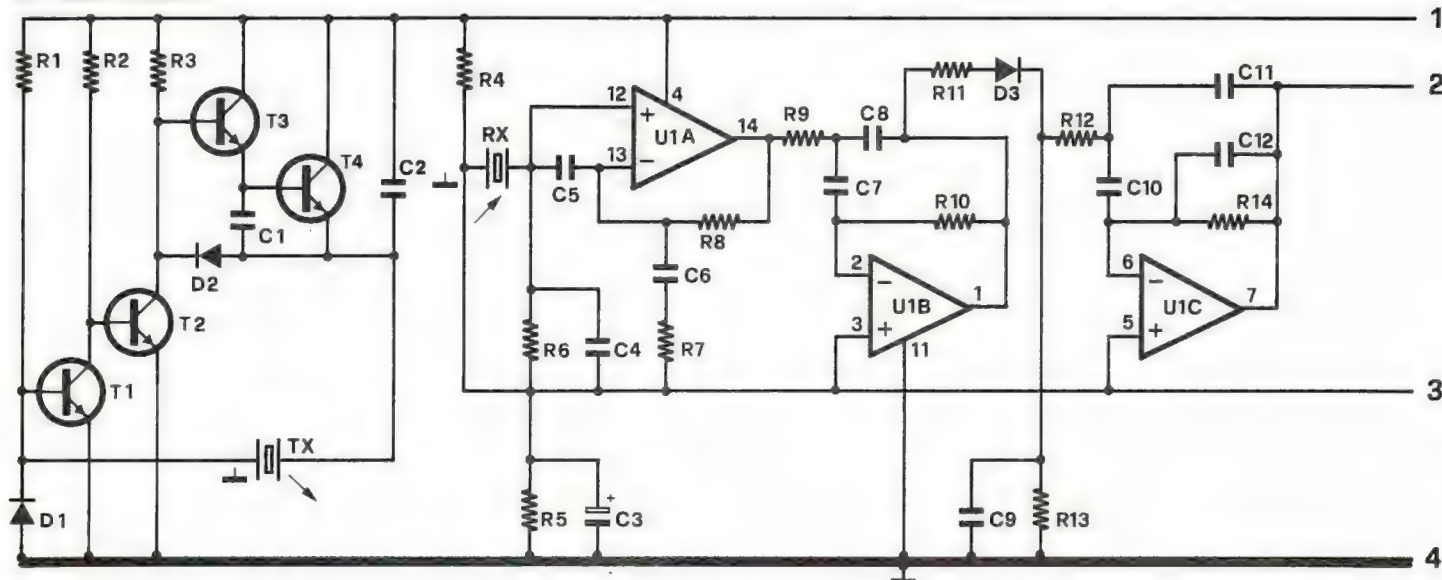 1
R1 R2 R3 R4
T3 C11 2
R11 D3
12 4 R9 C8 R12
RX U1A 14
T4 C2 13 C12
C5 C7 C10
C1 R8 R10 R14
D2 C6 2 6
T2 U1B 1 U1C 7
R6 C4 R7 3 11 5
T1 3
TX
D1 R5 + C3 C9 R13
4
+ − + − + − +